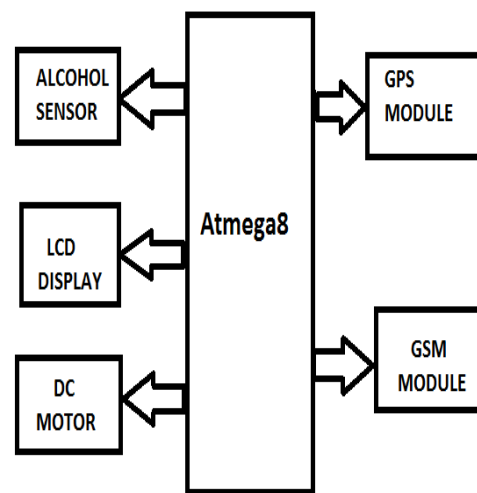 ALCOHOL
SENSOR
GPS
MODULE
Atmega8
LCD
DISPLAY
GSM
MODULE
DC
MOTOR